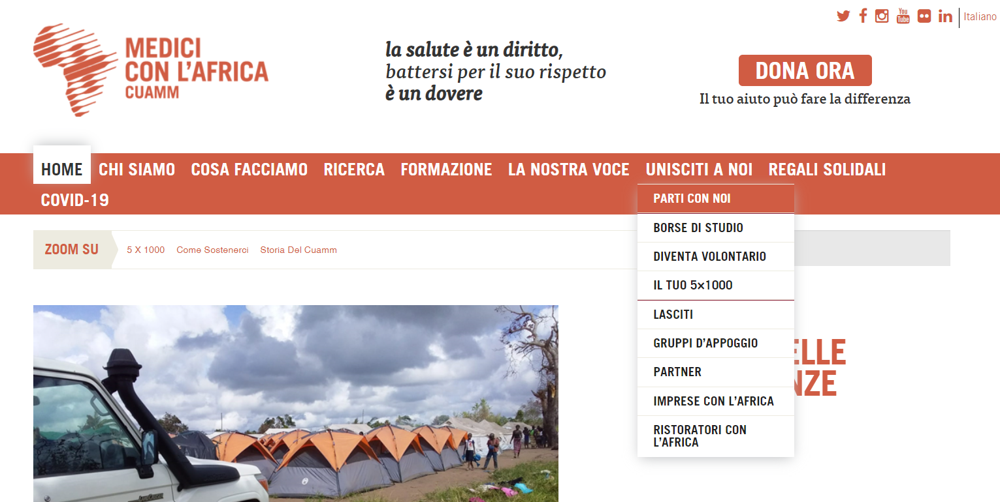 You
Tube
in
Italiano
MEDICI
CON L'AFRICA
CUAMM
la salute è un diritto,
battersi per il suo rispetto
è un dovere
DONA ORA
Il tuo aiuto può fare la differenza
HOME CHI SIAMO COSA FACCIAMO RICERCA FORMAZIONE LA NOSTRA VOCE UNISCITI A NOI REGALI SOLIDALI
COVID-19
PARTI CON NOI
BORSE DI STUDIO
DIVENTA VOLONTARIO
IL TUO 5×1000
LASCITI
GRUPPI D'APPOGGIO
PARTNER
IMPRESE CON L'AFRICA
RISTORATORI CON
L'AFRICA
ZOOM SU 5 X 1000 Come Sostenerci Storia Del Cuamm
ELLE
NZE